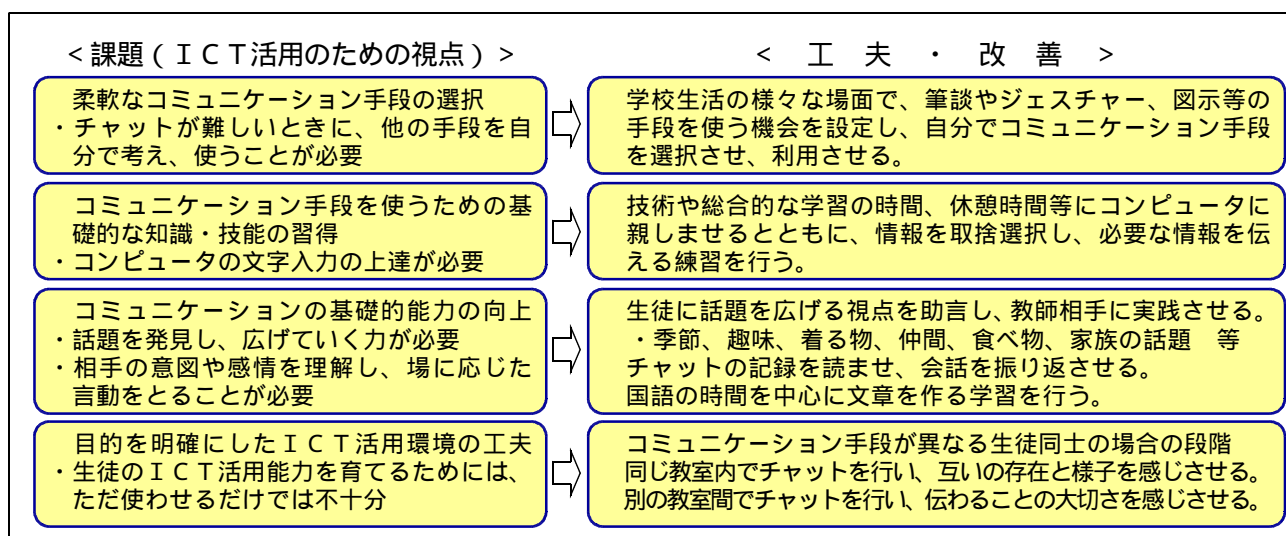 <課題(ICT活用のための視点)>
<工夫・改善>
柔軟なコミュニケーション手段の選択
・チャットが難しいときに、他の手段を自
分で考え、使うことが必要
学校生活の様々な場面で、筆談やジェスチャー、図示等の
手段を使う機会を設定し、自分でコミュニケーション手段
を選択させ、利用させる。
コミュニケーション手段を使うための基
礎的な知識・技能の習得
・コンピュータの文字入力の上達が必要
技術や総合的な学習の時間、休憩時間等にコンピュータに
親しませるとともに、情報を取捨選択し、必要な情報を伝
える練習を行う。
コミュニケーションの基礎的能力の向上
・話題を発見し、広げていく力が必要
・相手の意図や感情を理解し、場に応じた
言動をとることが必要
生徒に話題を広げる視点を助言し、教師相手に実践させる。
・季節、趣味、着る物、仲間、食べ物、家族の話題 等
チャットの記録を読ませ、会話を振り返させる。
国語の時間を中心に文章を作る学習を行う。
目的を明確にしたICT活用環境の工夫
・生徒のICT活用能力を育てるためには、
ただ使わせるだけでは不十分
コミュニケーション手段が異なる生徒同士の場合の段階
同じ教室内でチャットを行い、互いの存在と様子を感じさせる。
別の教室間でチャットを行い、伝わることの大切さを感じさせる。